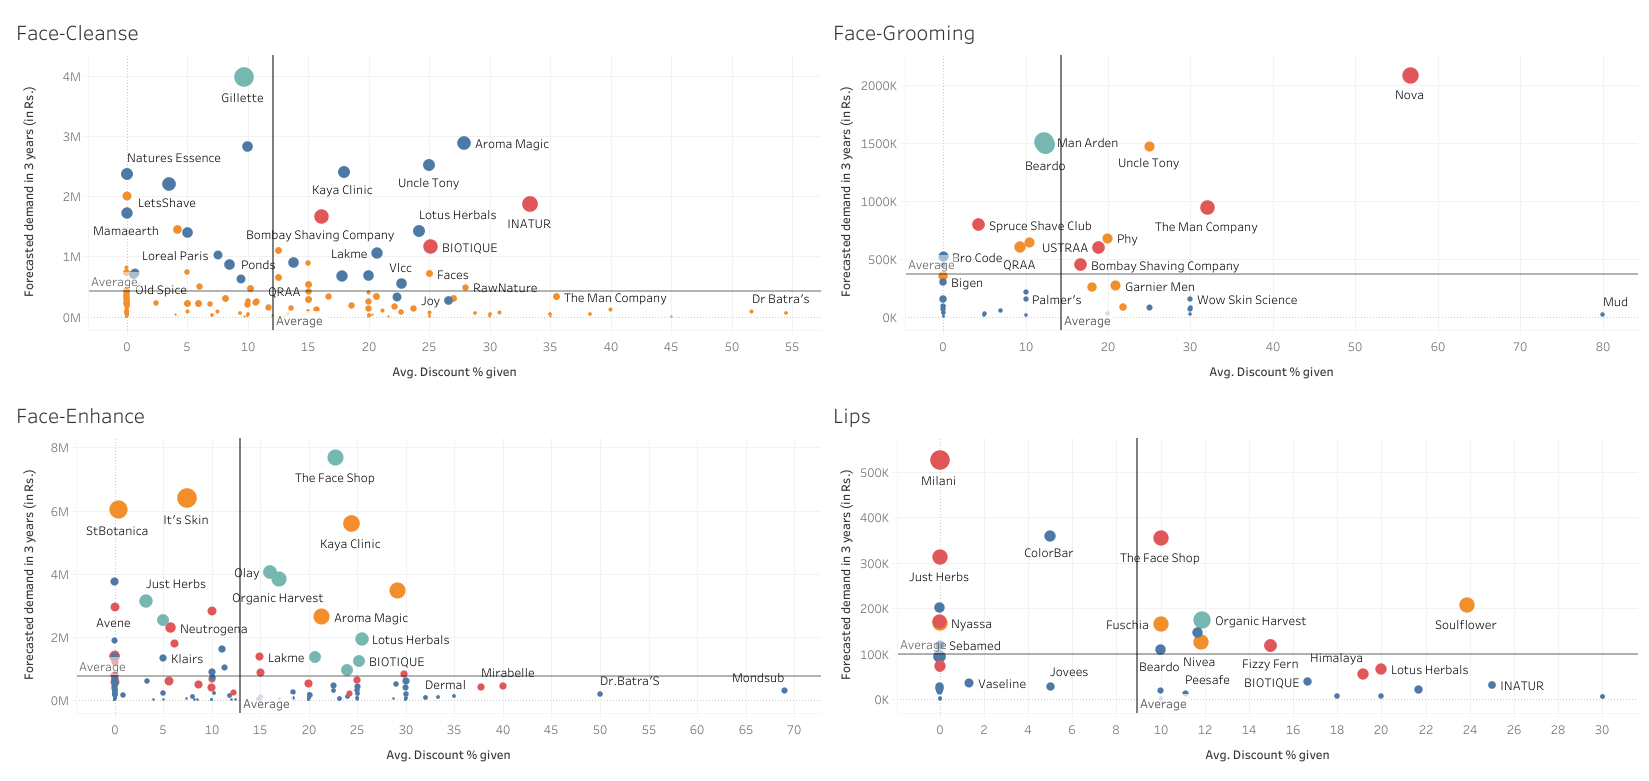 Face-Cleanse
Forecasted demand in 3 years (in Rs.)
4M
3M
2M
1M
0M
Gillette
Natures Essence
Aroma Magic
Kaya Clinic
Uncle Tony
LetsShave
Mamaearth
Bombay Shaving Company
Lotus Herbals
INATUR
BIOTIQUE
Loreal Paris
Ponds
Lakme
Vlcc
Faces
Average
Old Spice
QRAA
Joy
RawNature
The Man Company
Dr Batra's
Average
0 5 10 15 20 25 30 35 40 45 50 55
Avg. Discount % given
Face-Grooming
Forecasted demand in 3 years (in Rs.)
2000K
1500K
1000K
500K
0K
Nova
Man Arden
Beardo
Uncle Tony
Spruce Shave Club
The Man Company
USTRAA
Phy
Bro Code
Average
QRAA
Bombay Shaving Company
Bigen
Garnier Men
Palmer's
Wow Skin Science
Mud
Average
0 10 20 30 40 50 60 70 80
Avg. Discount % given
Face-Enhance
Forecasted demand in 3 years (in Rs.)
8M
6M
4M
2M
0M
The Face Shop
StBotanica
It's Skin
Kaya Clinic
Olay
Just Herbs
Organic Harvest
Avene
Neutrogena
Aroma Magic
Lotus Herbals
Klairs
Lakme
BIOTIQUE
Average
Mirabelle
Dermal
Dr.Batra'S
Mondsub
Average
0 5 10 15 20 25 30 35 40 45 50 55 60 65 70
Avg. Discount % given
Lips
Forecasted demand in 3 years (in Rs.)
500K
400K
300K
200K
100K
0K
Milani
ColorBar
The Face Shop
Just Herbs
Nyassa
Fuschia
Organic Harvest
Soulflower
Average
Sebamed
Beardo
Nivea
Peesafe
Fizzy Fern
Himalaya
Lotus Herbals
Vaseline
Jovees
BIOTIQUE
INATUR
Average
0 2 4 6 8 10 12 14 16 18 20 22 24 26 28 30
Avg. Discount % given